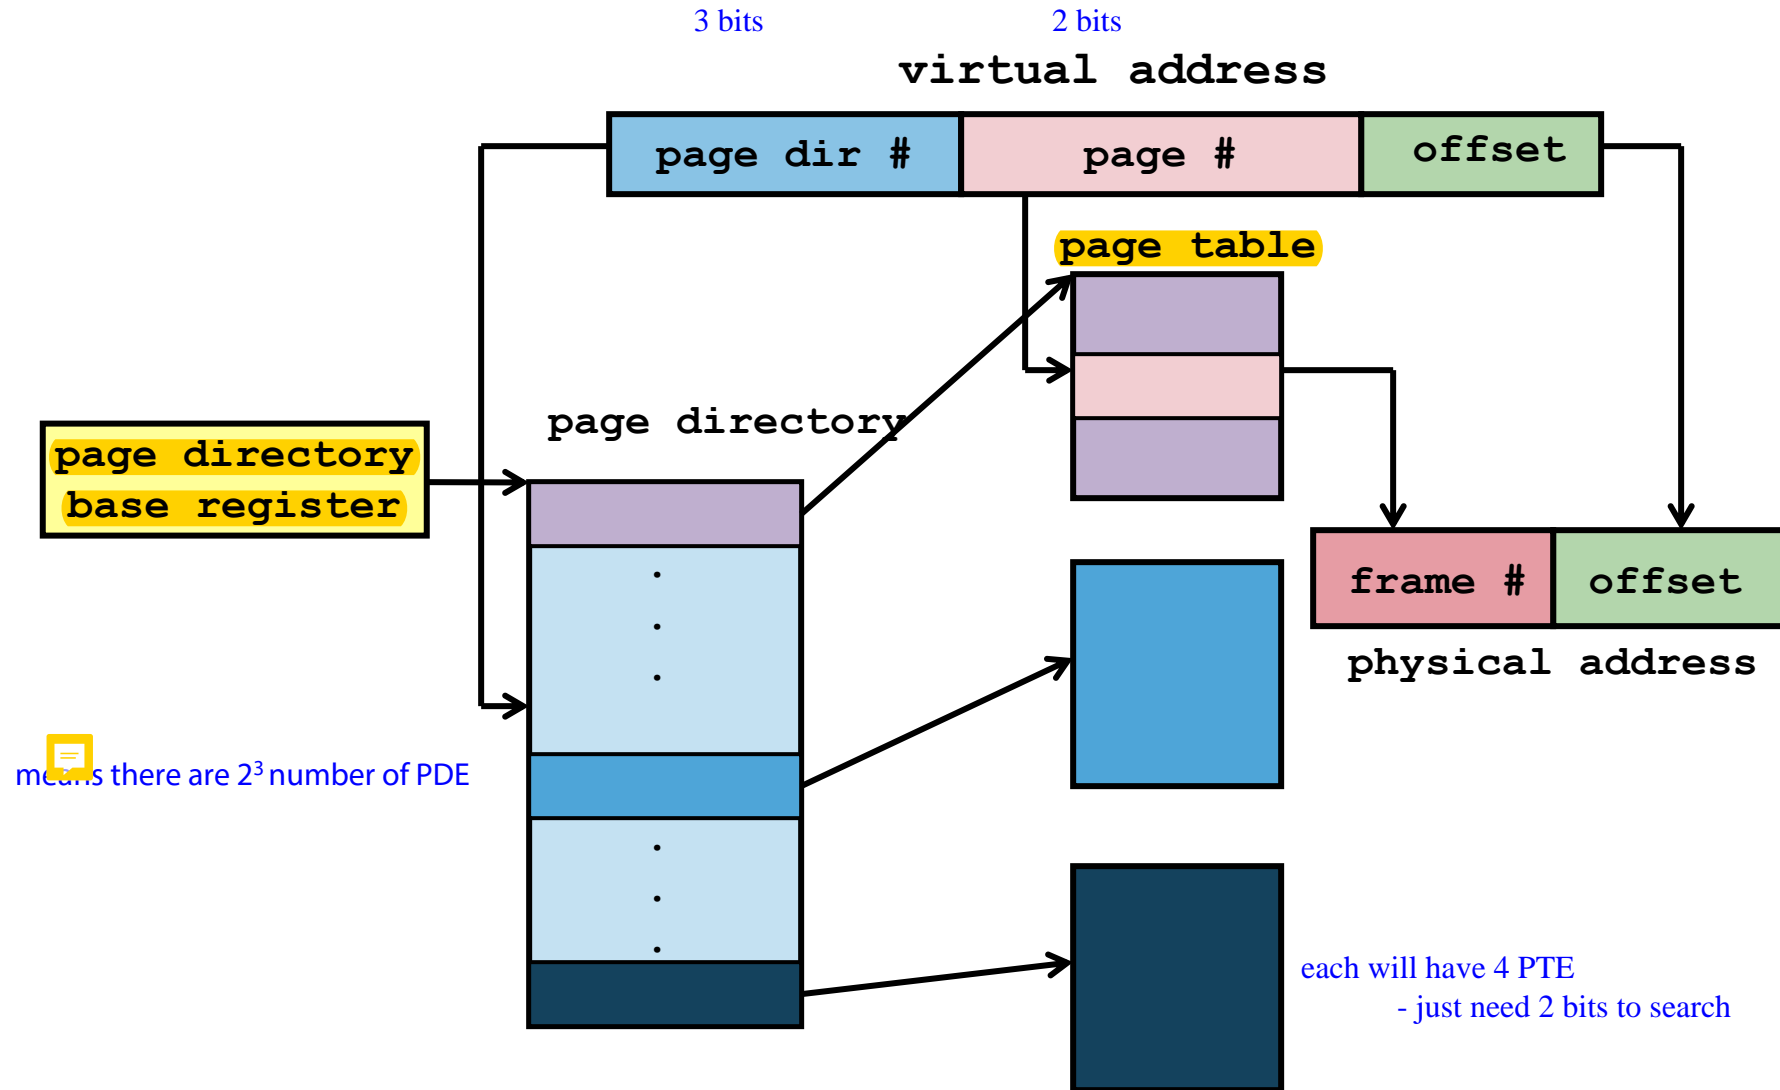 3 bits
2 bits
virtual address
page dir #
page #
offset
page table
page directory
page directory
base register
frame #
offset
physical address
means there are 2³ number of PDE
each will have 4 PTE
- just need 2 bits to search